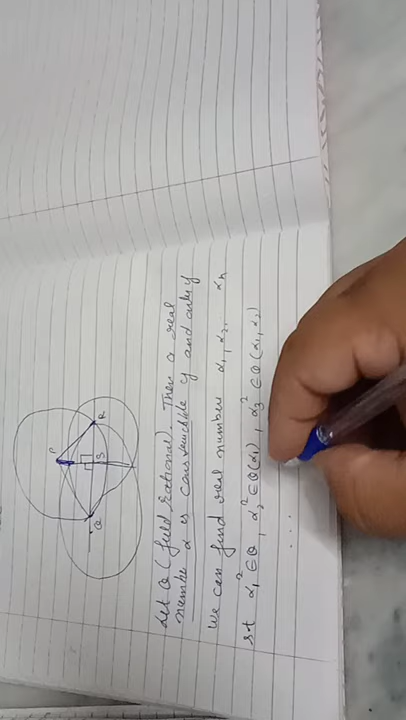 P
Q
S
R
Let Q (field rational). Then a real
numbe α is constructible if and only if
we can find real numbers α₁, α₂, ... αₙ
st α₁² ∈ Q, α₂² ∈ Q(α₁), α₃² ∈ Q(α₁, α₂)
. . .